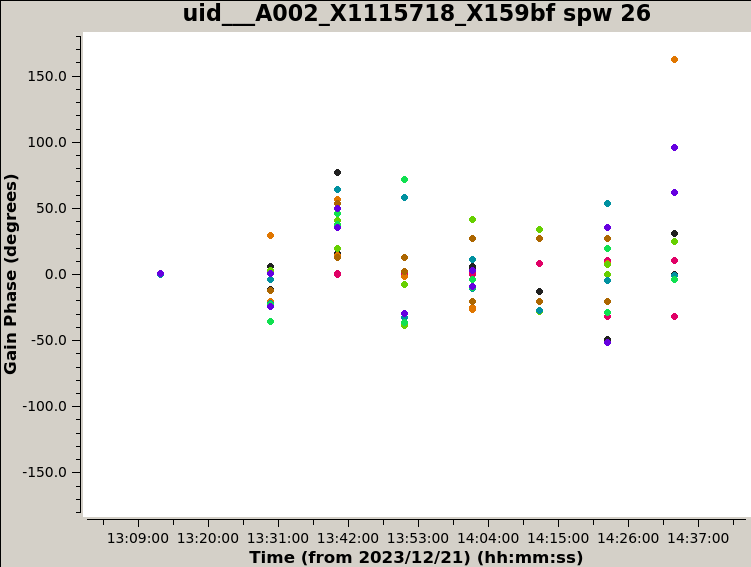 uid___A002_X1115718_X159bf spw 26
150.0
100.0
50.0
0.0
-50.0
-100.0
-150.0
Gain Phase (degrees)
13:09:00 13:20:00 13:31:00 13:42:00 13:53:00 14:04:00 14:15:00 14:26:00 14:37:00
Time (from 2023/12/21) (hh:mm:ss)